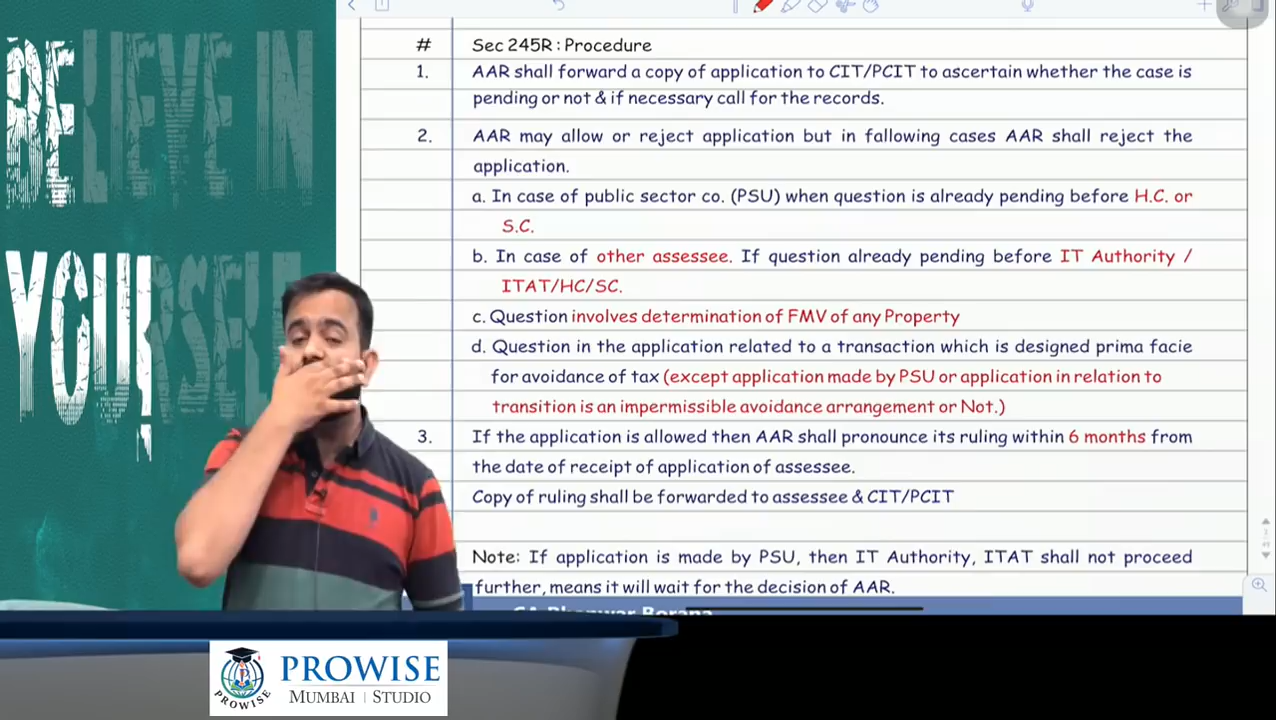 BELIEVE IN
YOURSELF
# Sec 245R : Procedure
1. AAR shall forward a copy of application to CIT/PCIT to ascertain whether the case is
pending or not & if necessary call for the records.
2. AAR may allow or reject application but in fallowing cases AAR shall reject the
application.
a. In case of public sector co. (PSU) when question is already pending before H.C. or
S.C.
b. In case of other assessee. If question already pending before IT Authority /
ITAT/HC/SC.
c. Question involves determination of FMV of any Property
d. Question in the application related to a transaction which is designed prima facie
for avoidance of tax (except application made by PSU or application in relation to
transition is an impermissible avoidance arrangement or Not.)
3. If the application is allowed then AAR shall pronounce its ruling within 6 months from
the date of receipt of application of assessee.
Copy of ruling shall be forwarded to assessee & CIT/PCIT
Note: If application is made by PSU, then IT Authority, ITAT shall not proceed
further, means it will wait for the decision of AAR.
CA Bhanwar Borana
PROWISE
PROWISE
MUMBAI | STUDIO